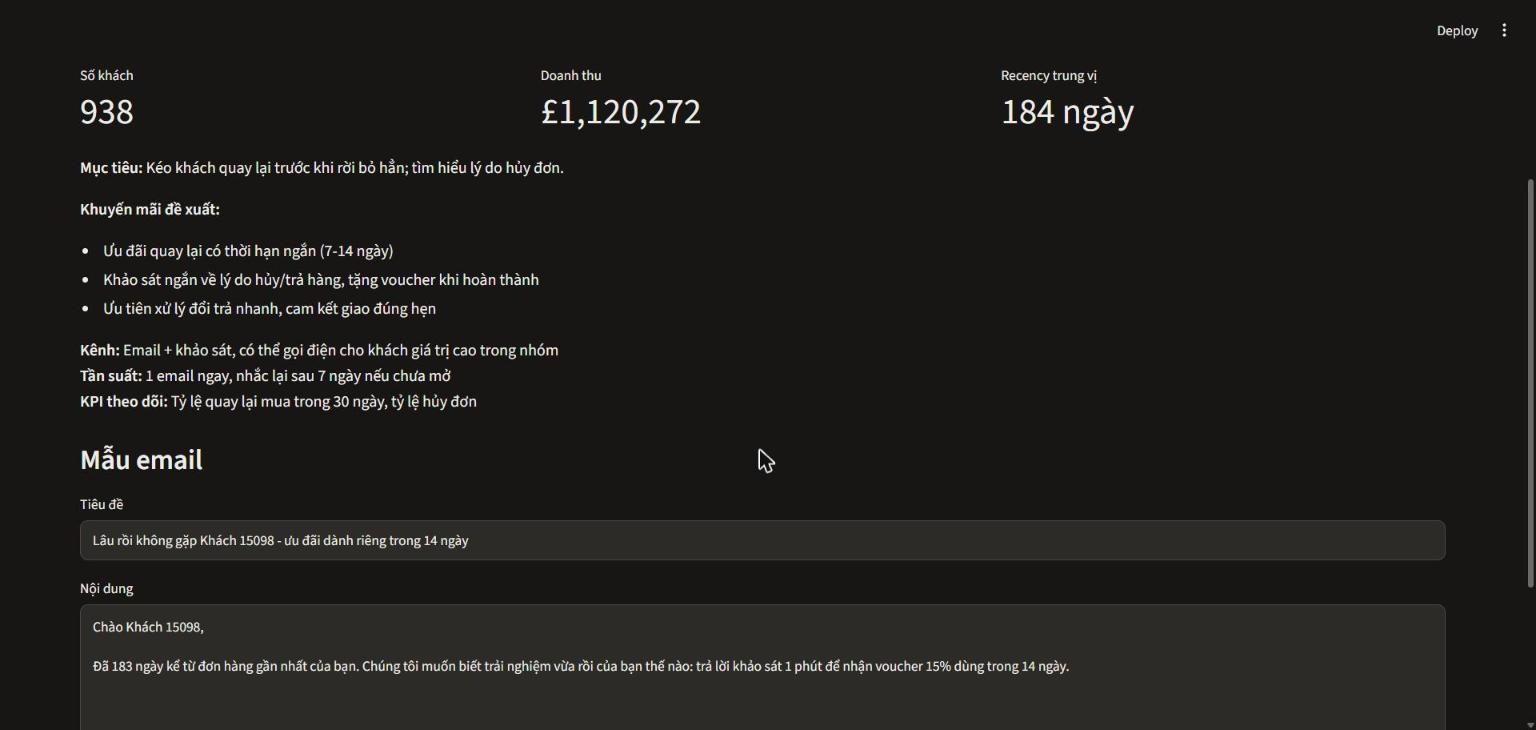 Deploy
Số khách
938
Doanh thu
£1,120,272
Recency trung vị
184 ngày
Mục tiêu: Kéo khách quay lại trước khi rời bỏ hẳn; tìm hiểu lý do hủy đơn.
Khuyến mãi đề xuất:
• Ưu đãi quay lại có thời hạn ngắn (7-14 ngày)
• Khảo sát ngắn về lý do hủy/trả hàng, tặng voucher khi hoàn thành
• Ưu tiên xử lý đổi trả nhanh, cam kết giao đúng hẹn
Kênh: Email + khảo sát, có thể gọi điện cho khách giá trị cao trong nhóm
Tần suất: 1 email ngay, nhắc lại sau 7 ngày nếu chưa mở
KPI theo dõi: Tỷ lệ quay lại mua trong 30 ngày, tỷ lệ hủy đơn
Mẫu email
Tiêu đề
Lâu rồi không gặp Khách 15098 - ưu đãi dành riêng trong 14 ngày
Nội dung
Chào Khách 15098,
Đã 183 ngày kể từ đơn hàng gần nhất của bạn. Chúng tôi muốn biết trải nghiệm vừa rồi của bạn thế nào: trả lời khảo sát 1 phút để nhận voucher 15% dùng trong 14 ngày.